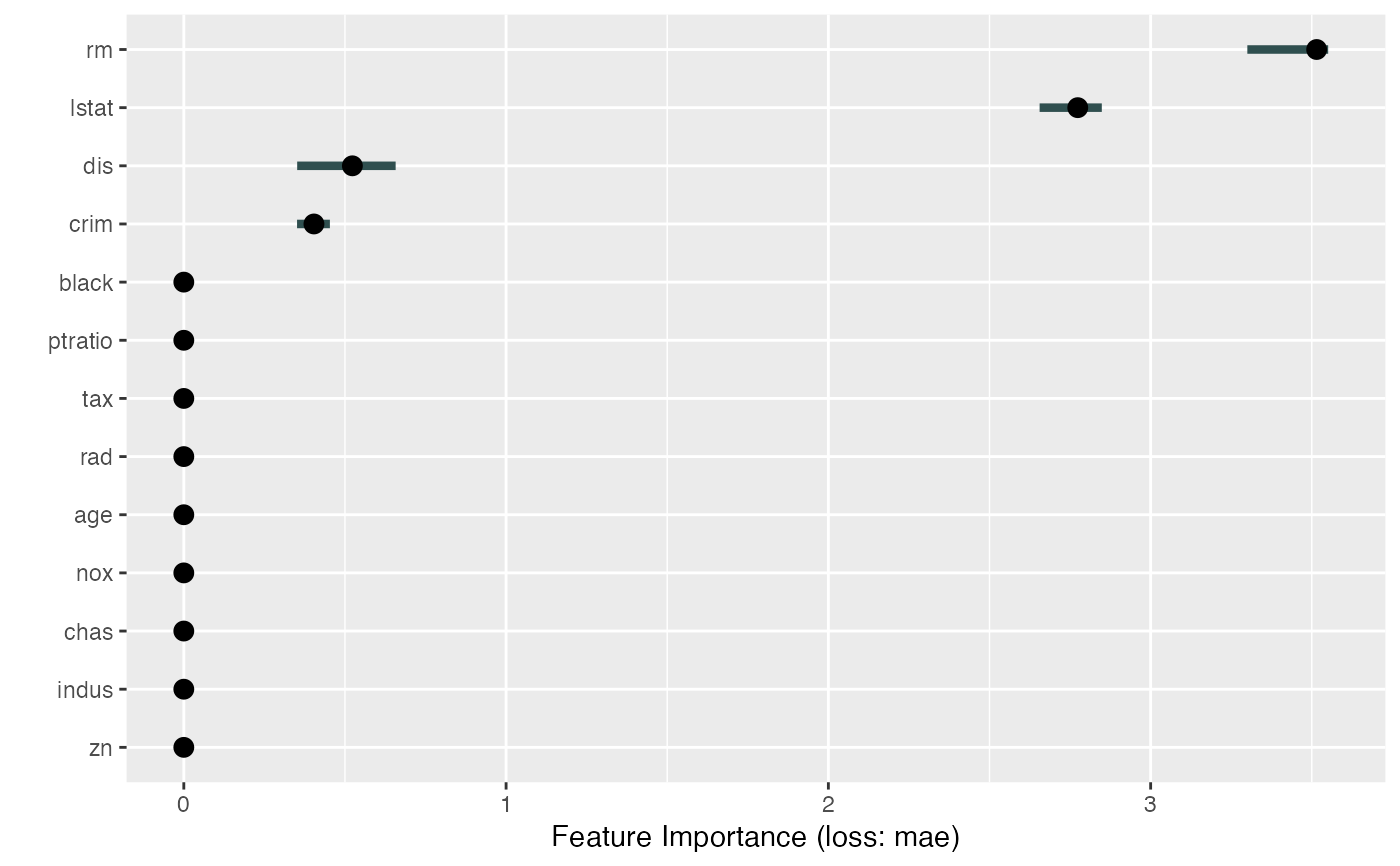 rm
lstat
dis
crim
black
ptratio
tax
rad
age
nox
chas
indus
zn
0 1 2 3
Feature Importance (loss: mae)